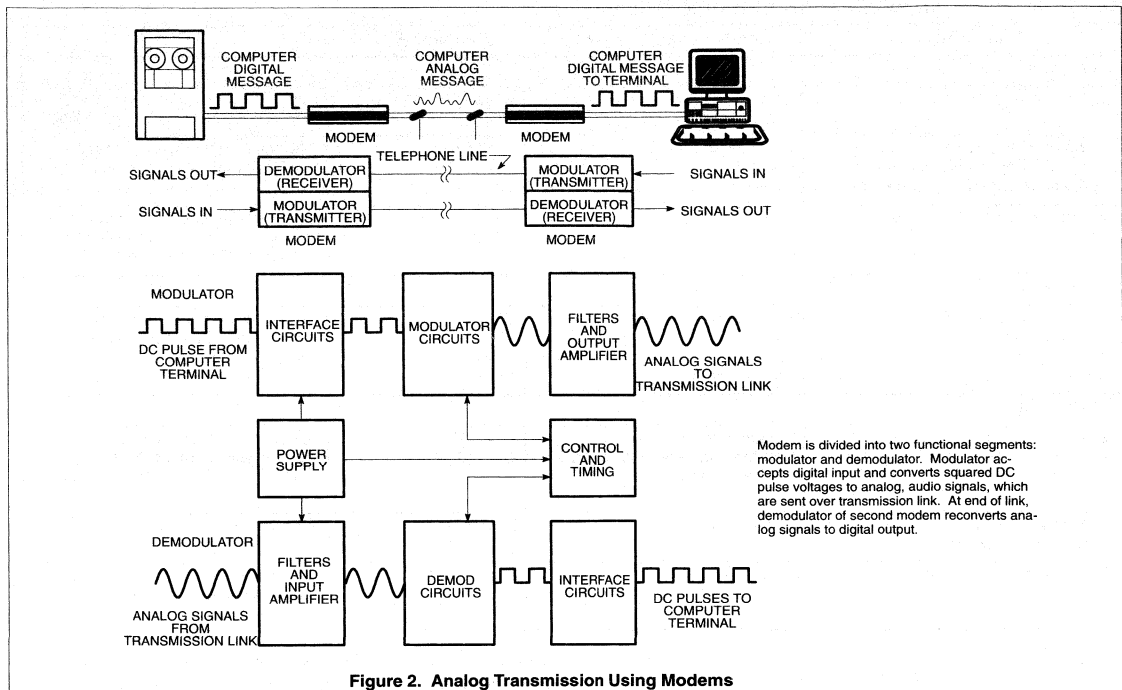 COMPUTER
DIGITAL
MESSAGE
COMPUTER
ANALOG
MESSAGE
COMPUTER
DIGITAL MESSAGE
TO TERMINAL
MODEM
MODEM
TELEPHONE LINE
SIGNALS OUT
DEMODULATOR
(RECEIVER)
MODULATOR
(TRANSMITTER)
SIGNALS IN
SIGNALS IN
MODULATOR
(TRANSMITTER)
DEMODULATOR
(RECEIVER)
SIGNALS OUT
MODEM
MODEM
MODULATOR
DC PULSE FROM
COMPUTER
TERMINAL
INTERFACE
CIRCUITS
MODULATOR
CIRCUITS
FILTERS
AND
OUTPUT
AMPLIFIER
ANALOG SIGNALS
TO
TRANSMISSION LINK
POWER
SUPPLY
CONTROL
AND
TIMING
Modem is divided into two functional segments:
modulator and demodulator. Modulator ac-
cepts digital input and converts squared DC
pulse voltages to analog, audio signals, which
are sent over transmission link. At end of link,
demodulator of second modem reconverts ana-
log signals to digital output.
DEMODULATOR
ANALOG SIGNALS
FROM
TRANSMISSION LINK
FILTERS
AND
INPUT
AMPLIFIER
DEMOD
CIRCUITS
INTERFACE
CIRCUITS
DC PULSES TO
COMPUTER
TERMINAL
Figure 2. Analog Transmission Using Modems